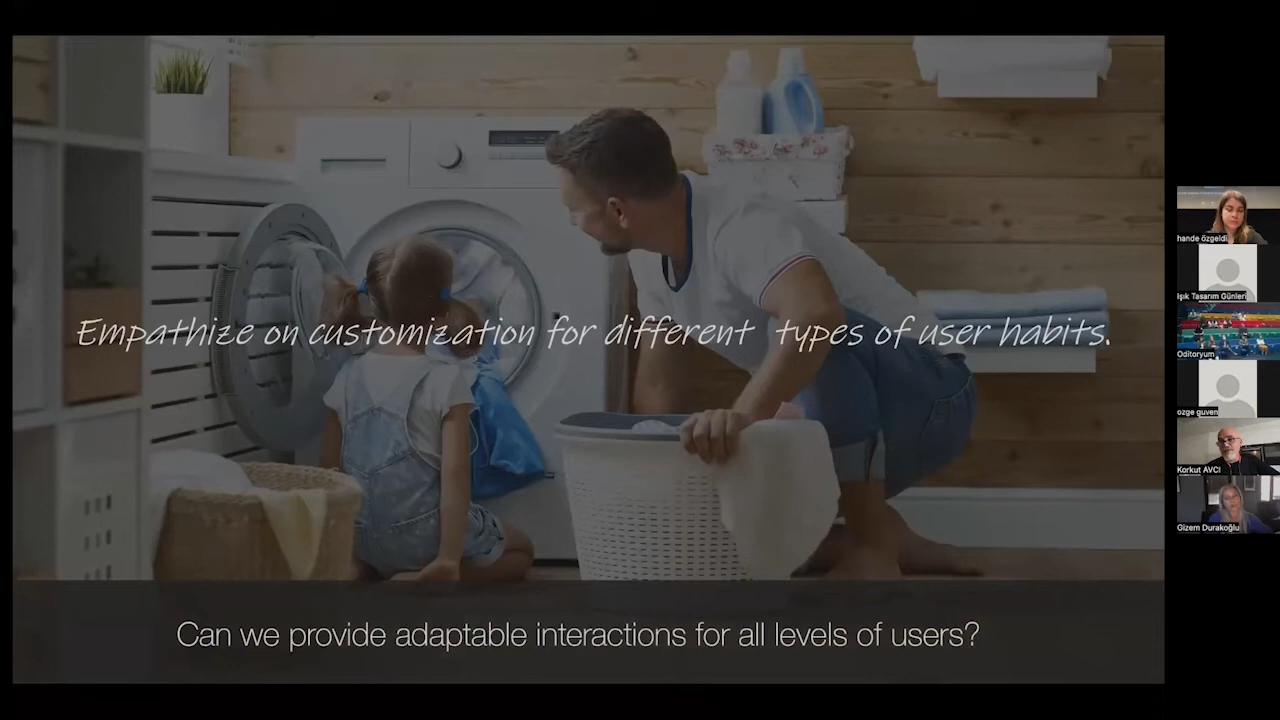 Empathize on customization for different types of user habits.
Can we provide adaptable interactions for all levels of users?
hande özgeldi
Işık Tasarım Günleri
Oditoryum
ozge guven
Korkut AVCI
Gizem Durakoğlu